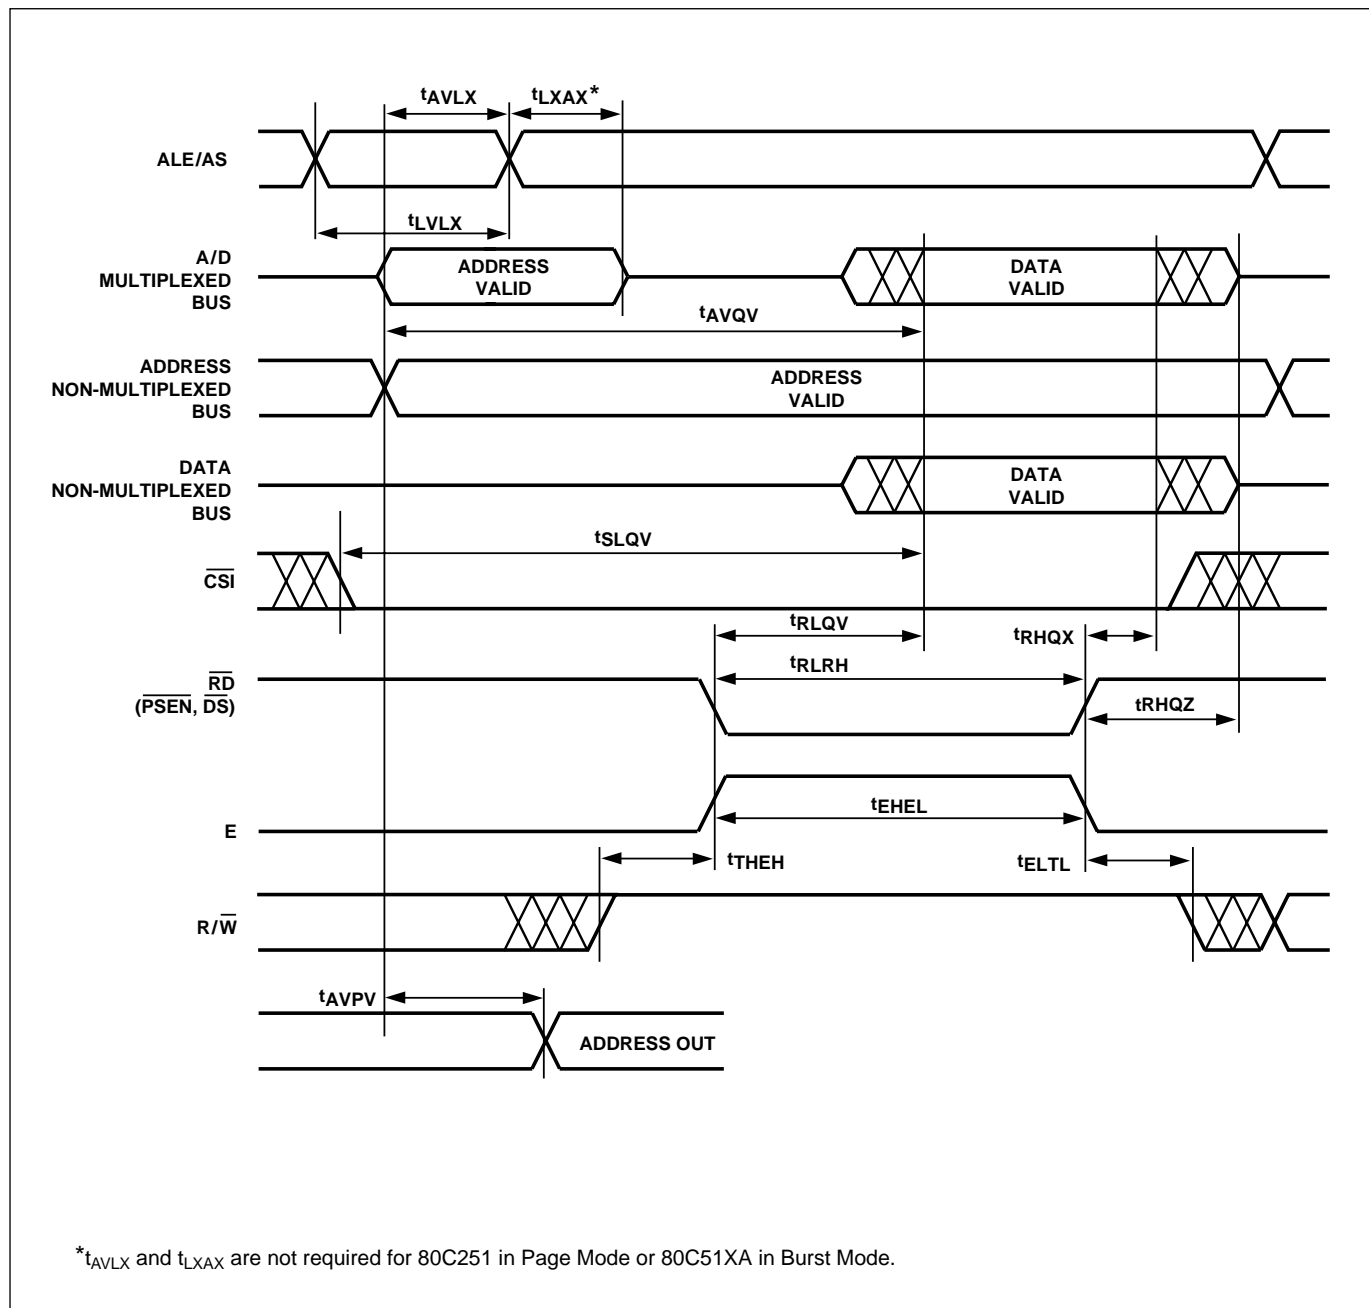 tAVLX tLXAX*
ALE/AS
tLVLX
A/D
MULTIPLEXED
BUS
ADDRESS
VALID
DATA
VALID
tAVQV
ADDRESS
NON-MULTIPLEXED
BUS
ADDRESS
VALID
DATA
NON-MULTIPLEXED
BUS
DATA
VALID
tSLQV
CSI
tRLQV
tRHQX
tRLRH
RD
(PSEN, DS)
tRHQZ
tEHEL
E
tTHEH
tELTL
R/W
tAVPV
ADDRESS OUT
*tAVLX and tLXAX are not required for 80C251 in Page Mode or 80C51XA in Burst Mode.